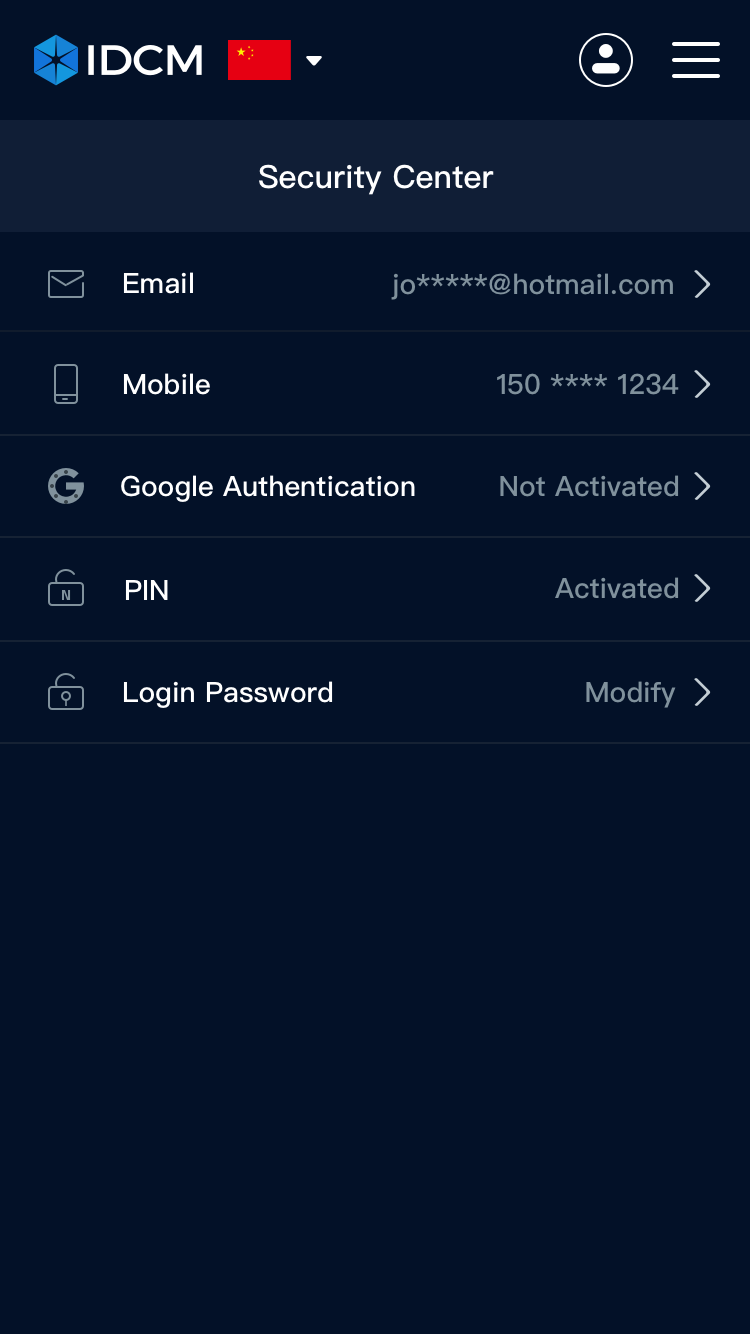 IDCM
Security Center
Email jo*****@hotmail.com
Mobile 150 **** 1234
Google Authentication Not Activated
N PIN Activated
Login Password Modify